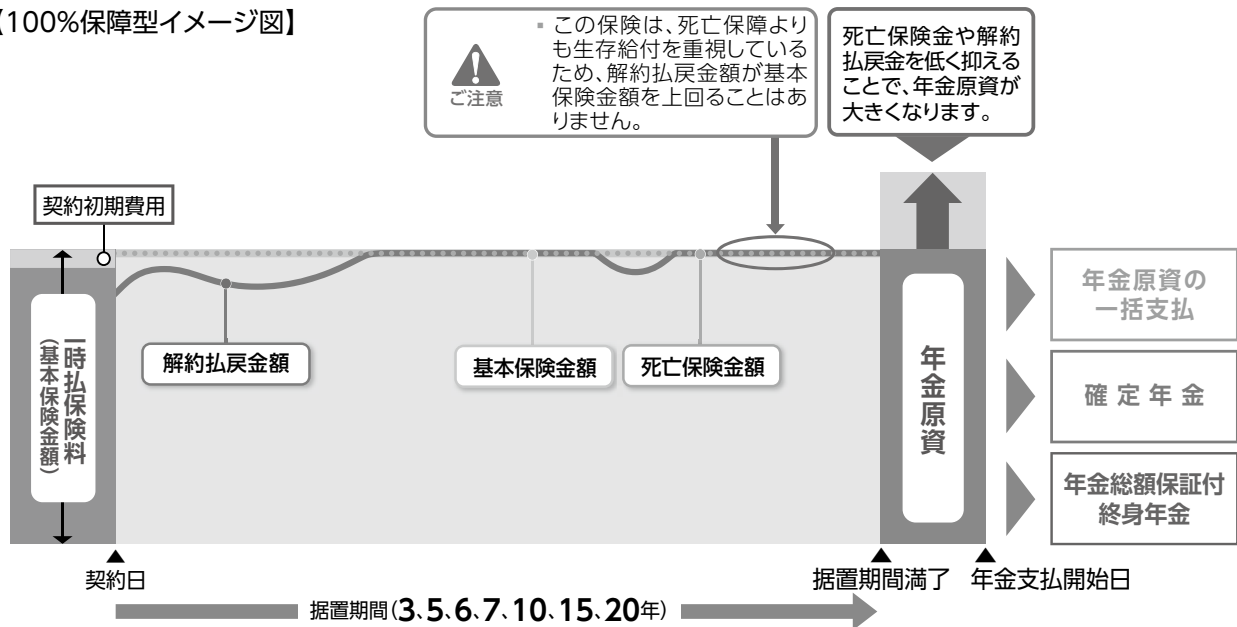 【100%保障型イメージ図】
ご注意
▪ この保険は、死亡保障より
も生存給付を重視している
ため、解約払戻金額が基本
保険金額を上回ることはあ
りません。
死亡保険金や解約
払戻金を低く抑える
ことで、年金原資が
大きくなります。
契約初期費用
一時払保険料
（基本保険金額）
解約払戻金額
基本保険金額
死亡保険金額
年金原資
年金原資の
一括支払
確定年金
年金総額保証付
終身年金
契約日
据置期間満了
年金支払開始日
据置期間（3、5、6、7、10、15、20年）